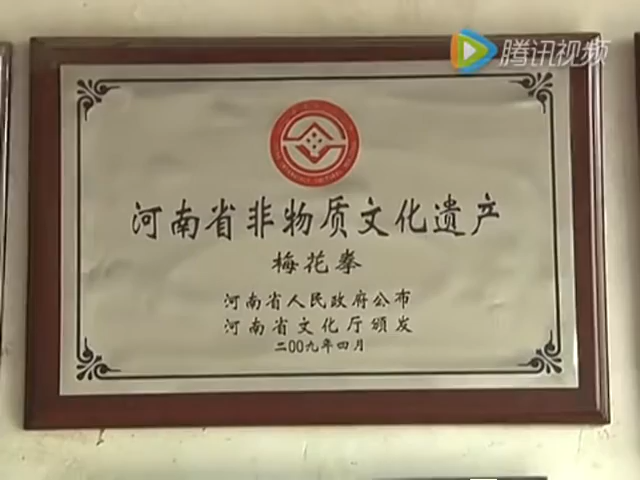 腾讯视频
河南省非物质文化遗产
梅花拳
河南省人民政府公布
河南省文化厅颁发
二00九年四月